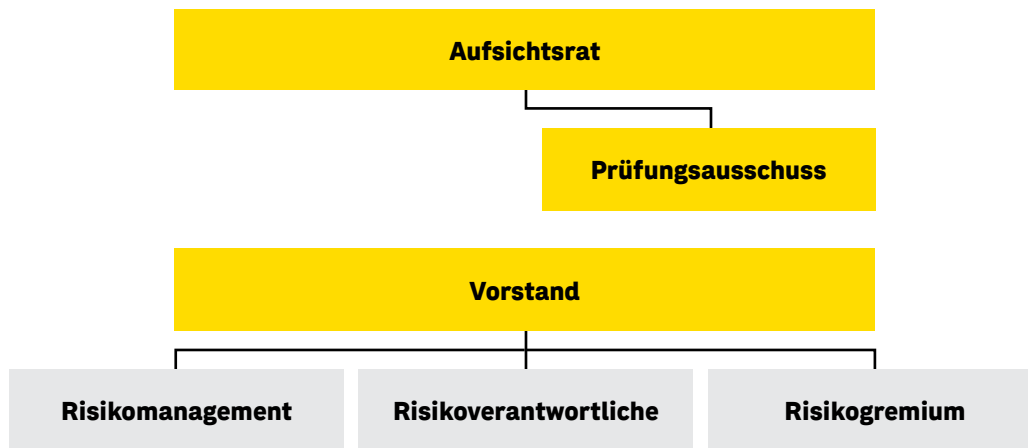 Aufsichtsrat
Prüfungsausschuss
Vorstand
Risikomanagement
Risikoverantwortliche
Risikogremium